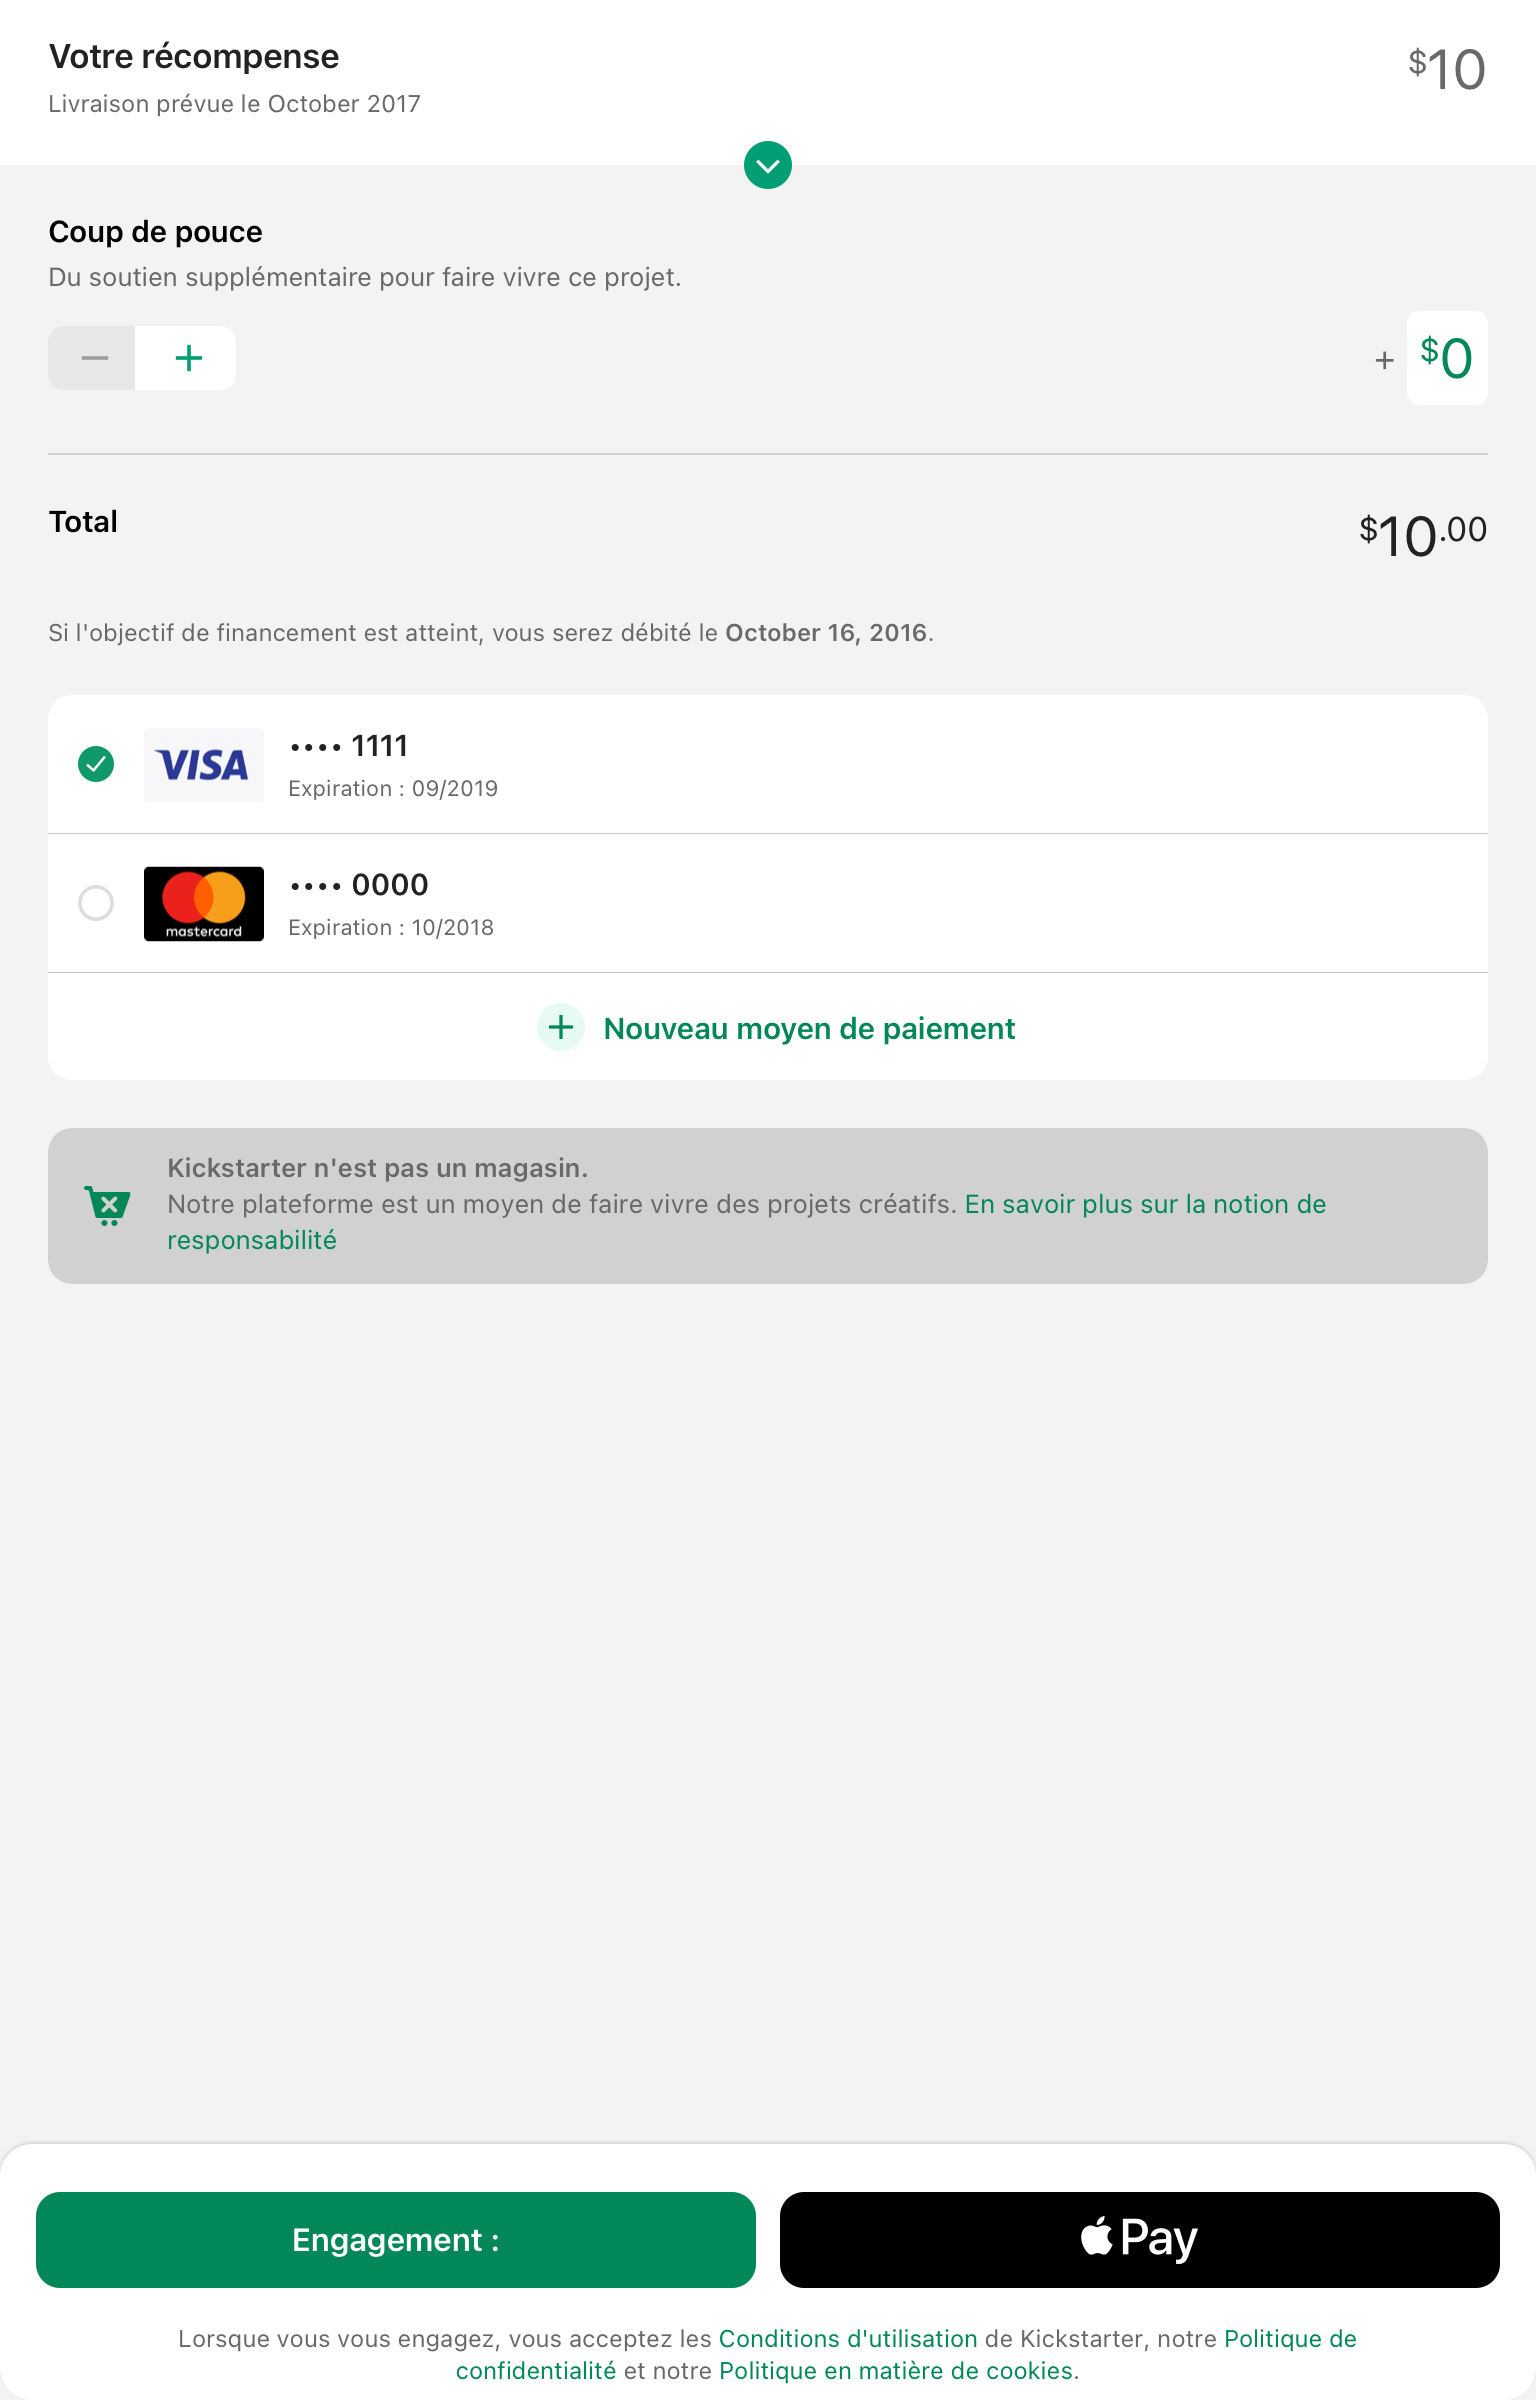 Votre récompense
$10
Livraison prévue le October 2017
Coup de pouce
Du soutien supplémentaire pour faire vivre ce projet.
+ $0
Total
$10.00
Si l'objectif de financement est atteint, vous serez débité le October 16, 2016.
VISA
•••• 1111
Expiration : 09/2019
mastercard
•••• 0000
Expiration : 10/2018
Nouveau moyen de paiement
Kickstarter n'est pas un magasin.
Notre plateforme est un moyen de faire vivre des projets créatifs. En savoir plus sur la notion de
responsabilité
Engagement :
Pay
Lorsque vous vous engagez, vous acceptez les Conditions d'utilisation de Kickstarter, notre Politique de
confidentialité et notre Politique en matière de cookies.